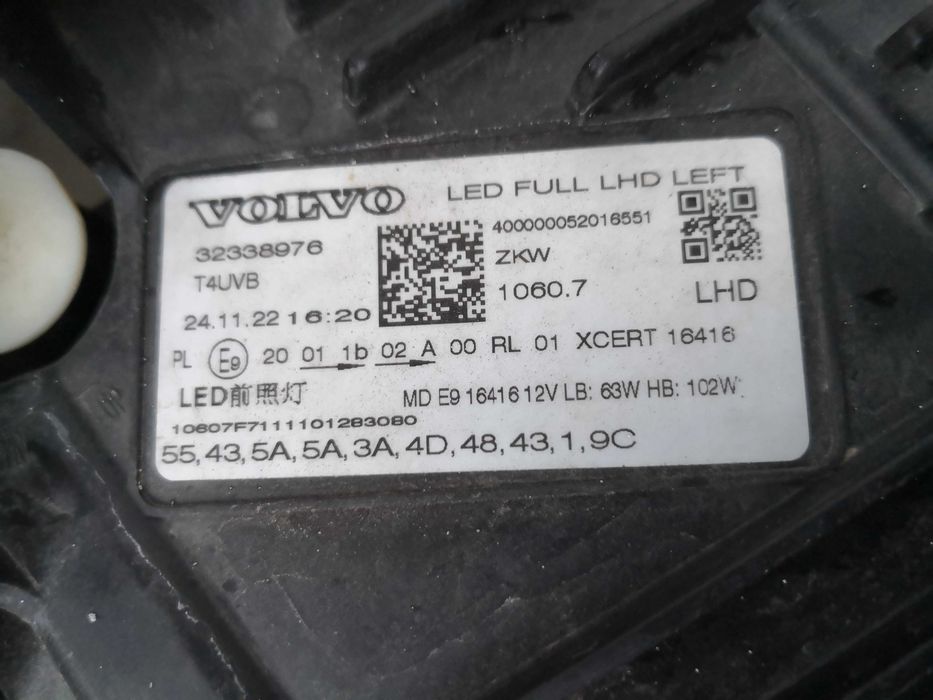 VOLVO LED FULL LHD LEFT
32338976 400000052016551
T4UVB ZKW
24.11.22 16:20 1060.7 LHD
PL E9 20 01 1b 02 A 00 RL 01 XCERT 16416
LED前照灯 MD E9 16416 12V LB: 63W HB: 102W
10607F7111101283080
55,43,5A,5A,3A,4D,48,43,1,9C